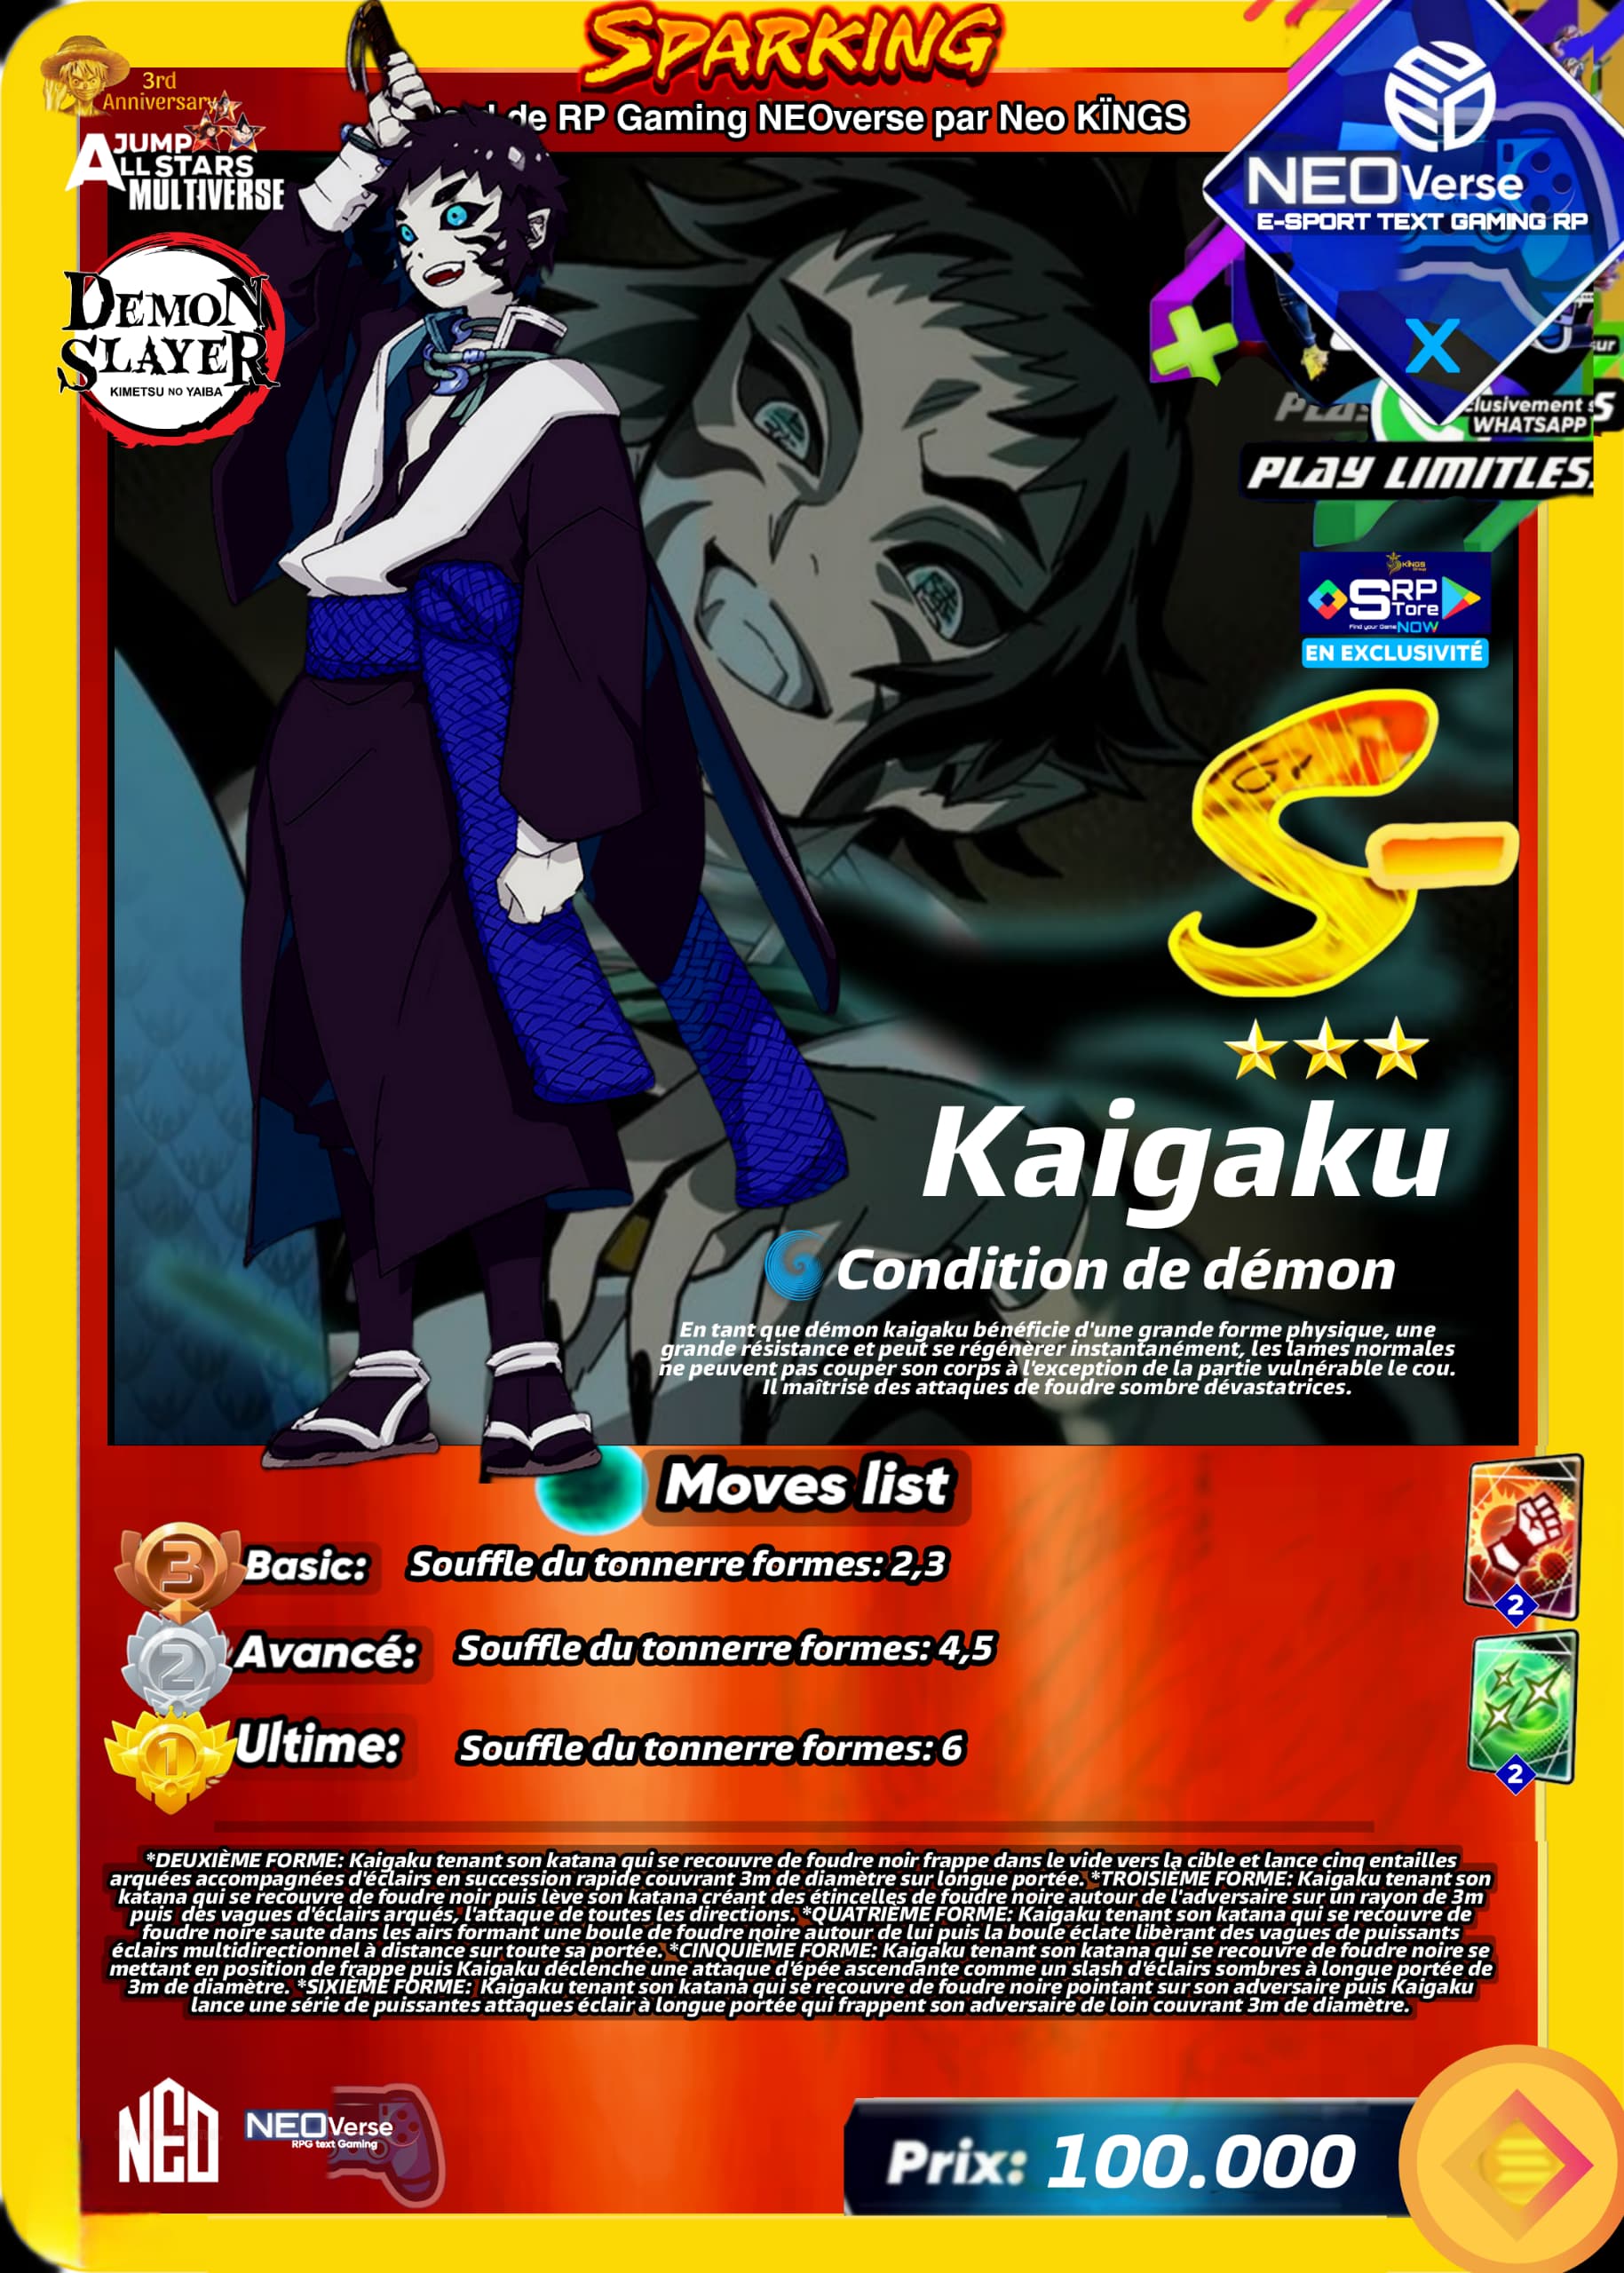 SPARKING
3rd
Anniversary
de RP Gaming NEOverse par Neo KÏNGS
JUMP
ALL STARS
MULTIVERSE
NEOVerse
E-SPORT TEXT GAMING RP
X
DEMON
SLAYER
KIMETSU NO YAIBA
sur
clusivement s
WHATSAPP
PLAY LIMITLES
KÏNGS
SRP
Tore
Find your Game NOW
EN EXCLUSIVITÉ
S-
Kaigaku
Condition de démon
En tant que démon kaigaku bénéficie d'une grande forme physique, une
grande résistance et peut se régénèrer instantanément, les lames normales
ne peuvent pas couper son corps à l'exception de la partie vulnérable le cou.
Il maîtrise des attaques de foudre sombre dévastatrices.
Moves list
3 Basic: Souffle du tonnerre formes: 2,3
2
2 Avancé: Souffle du tonnerre formes: 4,5
1 Ultime: Souffle du tonnerre formes: 6
2
*DEUXIÈME FORME: Kaigaku tenant son katana qui se recouvre de foudre noir frappe dans le vide vers la cible et lance cinq entailles
arquées accompagnées d'éclairs en succession rapide couvrant 3m de diamètre sur longue portée. *TROISIÈME FORME: Kaigaku tenant son
katana qui se recouvre de foudre noir puis lève son katana créant des étincelles de foudre noire autour de l'adversaire sur un rayon de 3m
puis des vagues d'éclairs arqués, l'attaque de toutes les directions. *QUATRIÈME FORME: Kaigaku tenant son katana qui se recouvre de
foudre noire saute dans les airs formant une boule de foudre noire autour de lui puis la boule éclate libèrant des vagues de puissants
éclairs multidirectionnel à distance sur toute sa portée. *CINQUIÈME FORME: Kaigaku tenant son katana qui se recouvre de foudre noire se
mettant en position de frappe puis Kaigaku déclenche une attaque d'épée ascendante comme un slash d'éclairs sombres à longue portée de
3m de diamètre. *SIXIÈME FORME: Kaigaku tenant son katana qui se recouvre de foudre noire pointant sur son adversaire puis Kaigaku
lance une série de puissantes attaques éclair à longue portée qui frappent son adversaire de loin couvrant 3m de diamètre.
NEO
NEOVerse
RPG text Gaming
Prix: 100.000